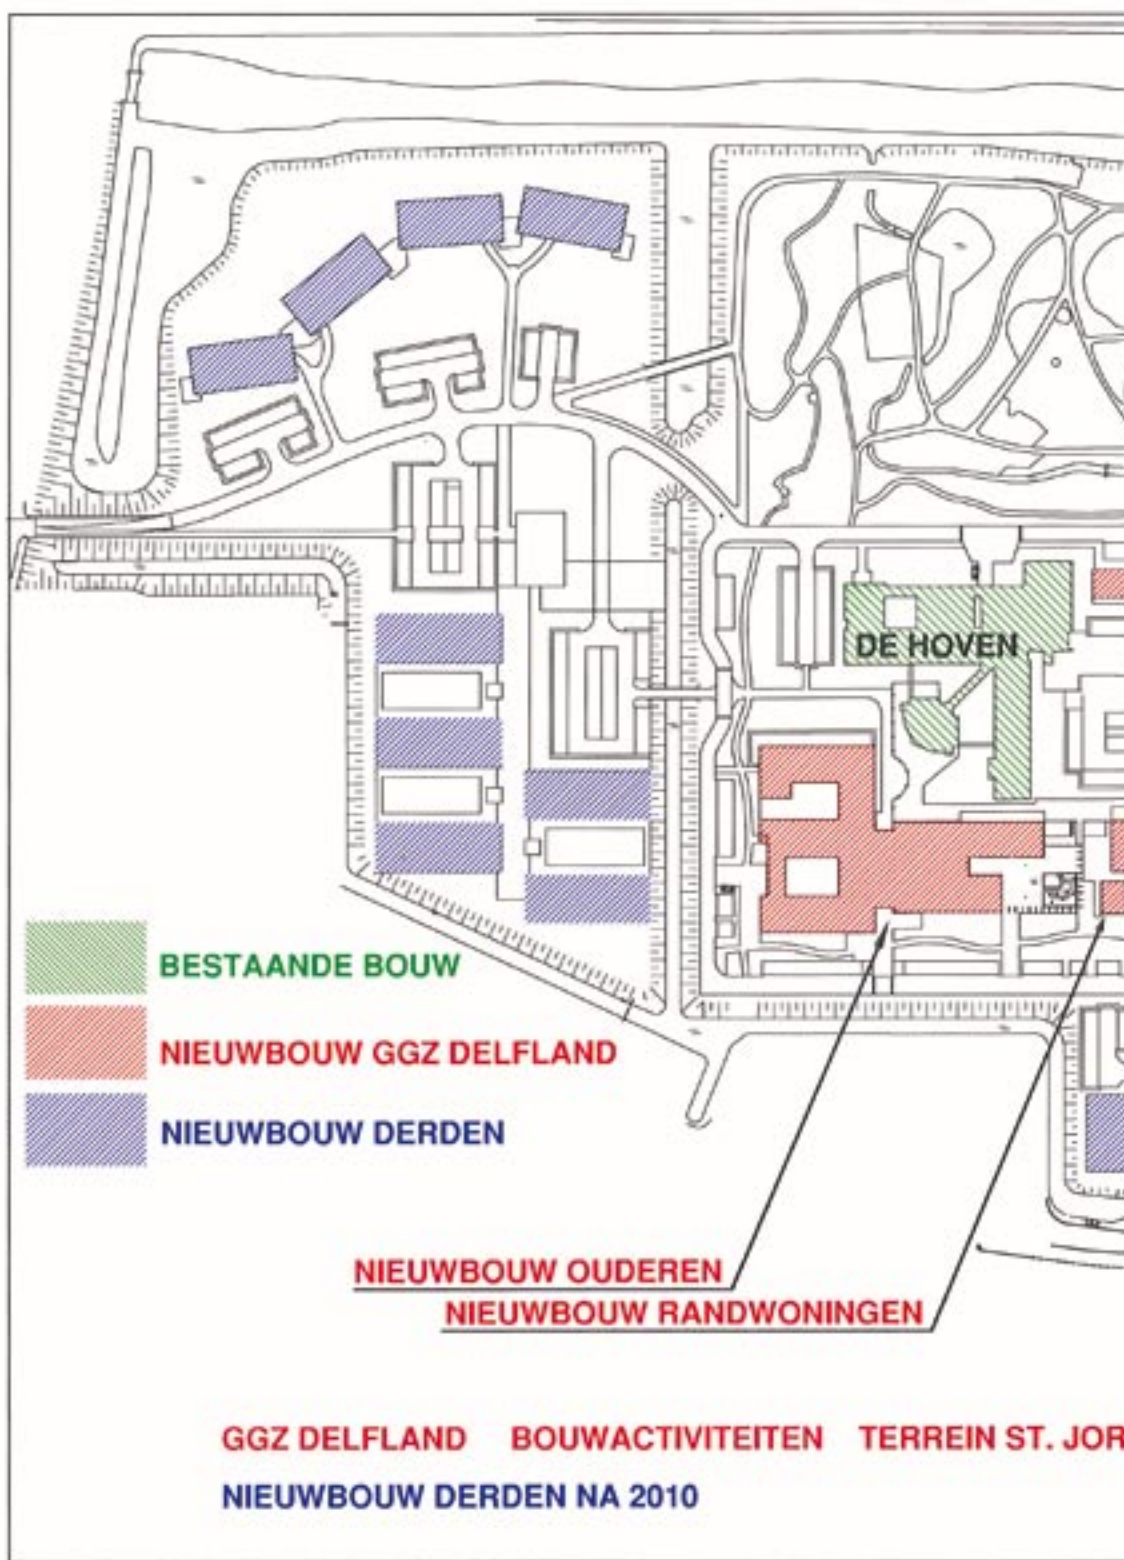 DE HOVEN
BESTAANDE BOUW
NIEUWBOUW GGZ DELFLAND
NIEUWBOUW DERDEN
NIEUWBOUW OUDEREN
NIEUWBOUW RANDWONINGEN
GGZ DELFLAND BOUWACTIVITEITEN TERREIN ST. JOR
NIEUWBOUW DERDEN NA 2010